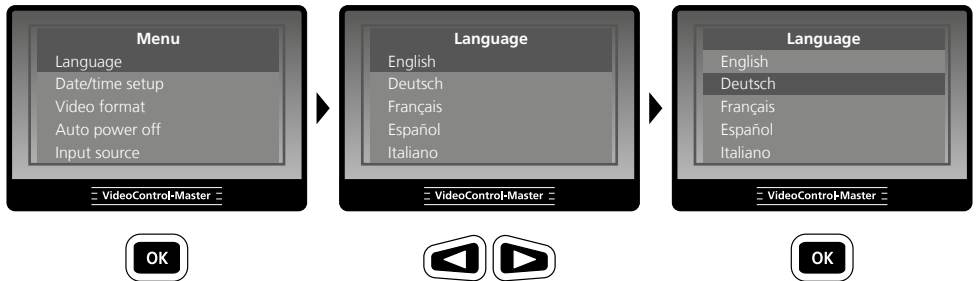 Menu
Language
Date/time setup
Video format
Auto power off
Input source
VideoControl-Master
OK
Language
English
Deutsch
Français
Español
Italiano
VideoControl-Master
Language
English
Deutsch
Français
Español
Italiano
VideoControl-Master
OK